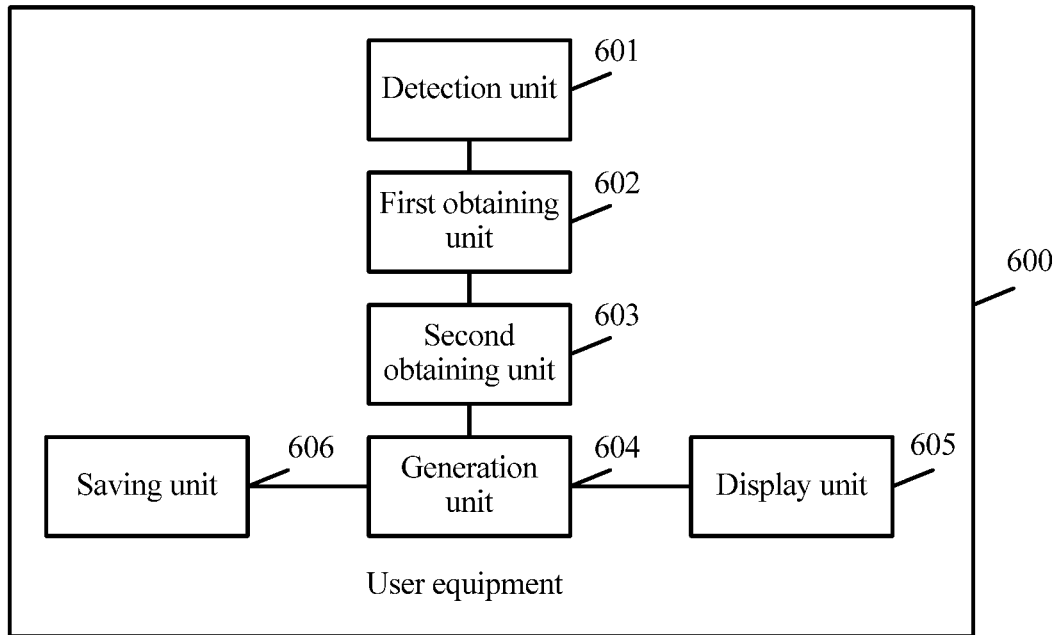 601
Detection unit
602
First obtaining
unit
600
603
Second
obtaining unit
606
604
605
Saving unit
Generation
unit
Display unit
User equipment